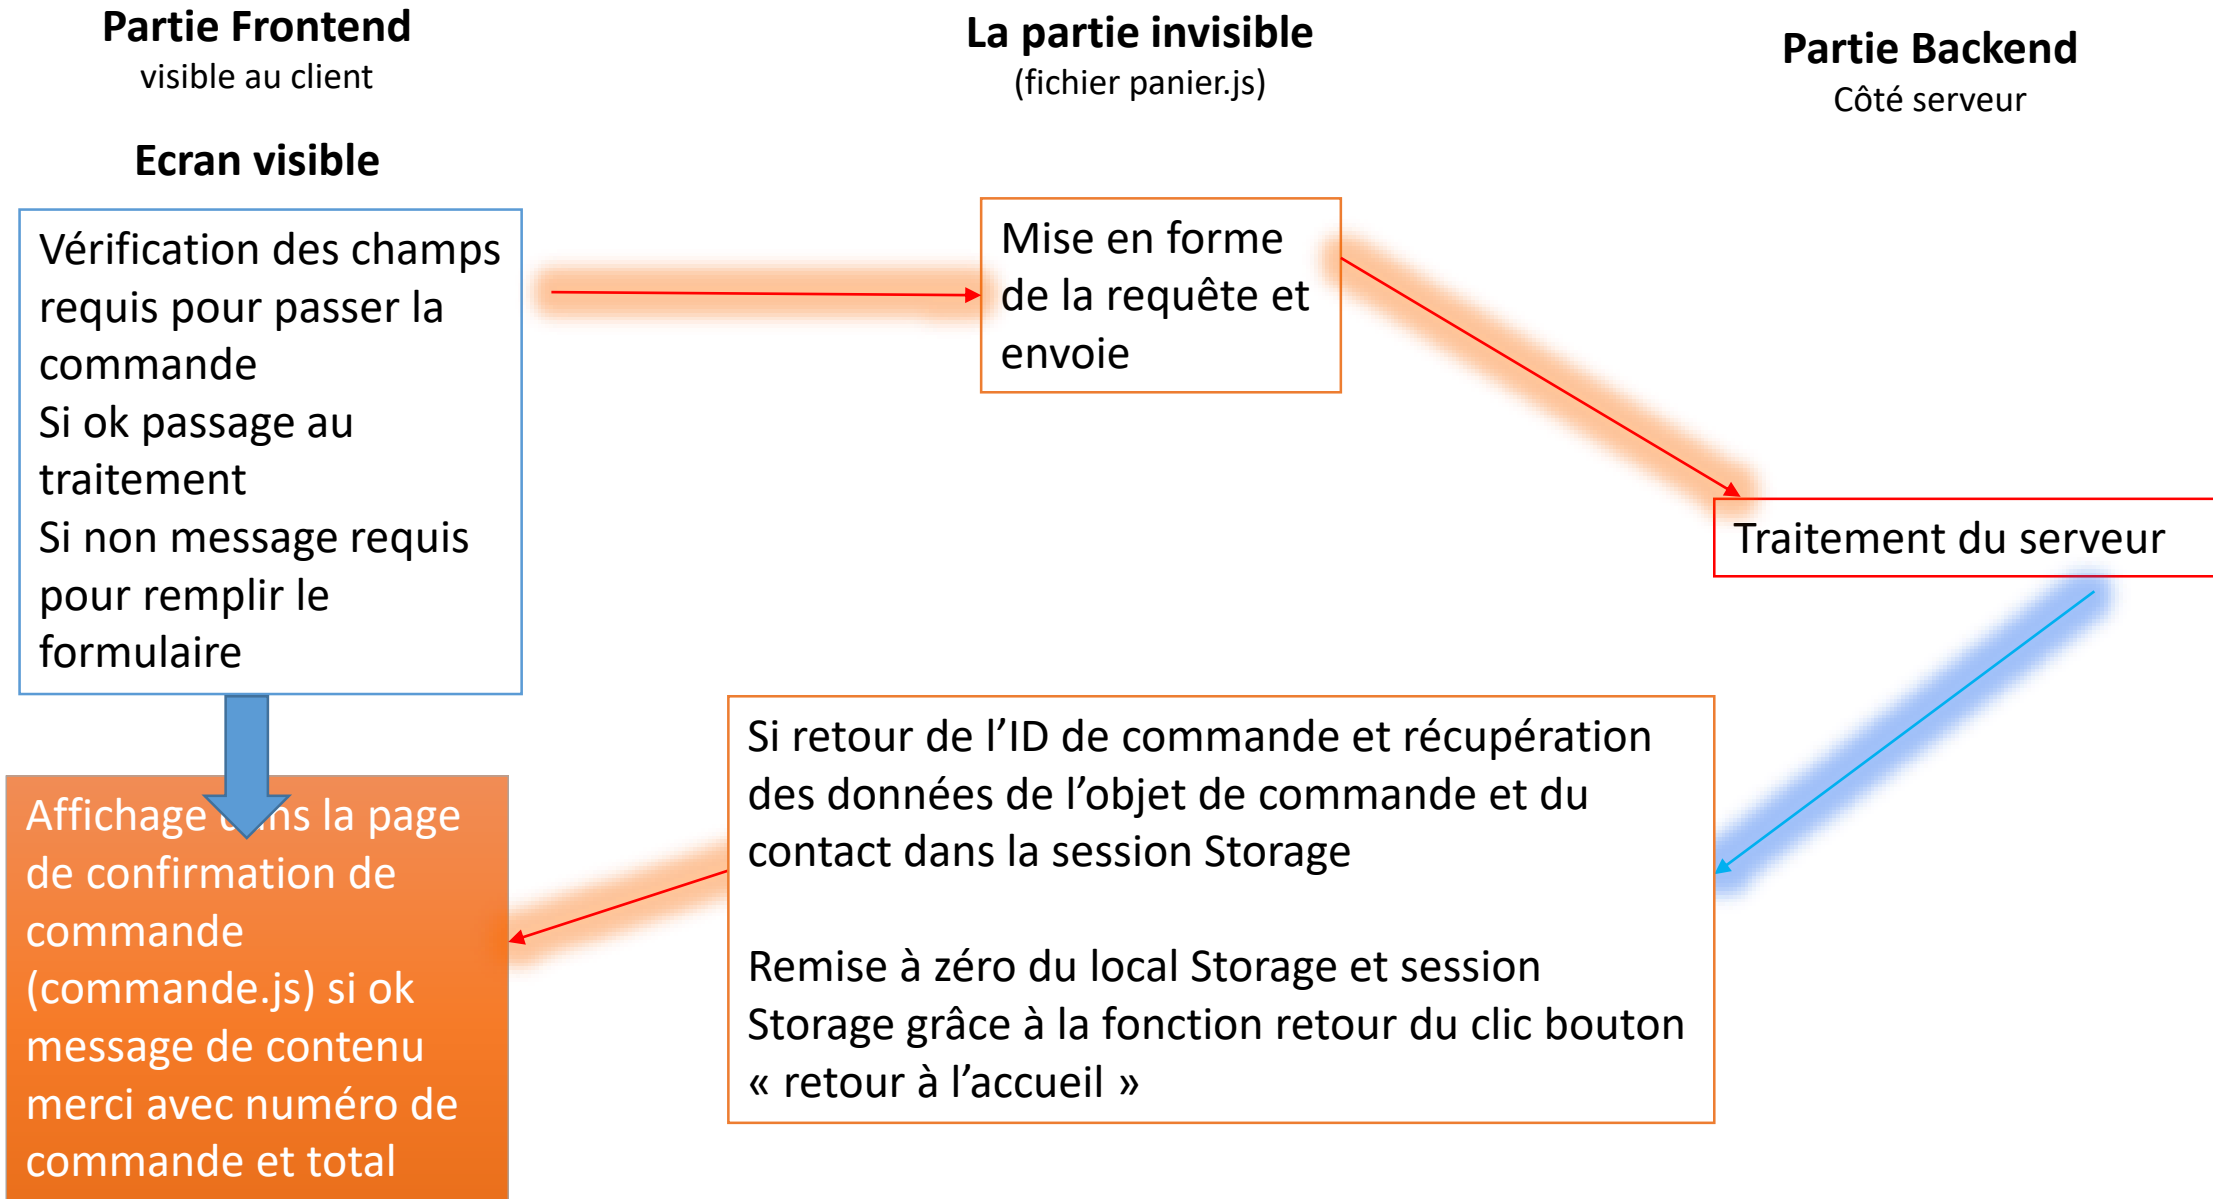 Partie Frontend
visible au client
La partie invisible
(fichier panier.js)
Partie Backend
Côté serveur
Ecran visible
Vérification des champs
requis pour passer la
commande
Si ok passage au
traitement
Si non message requis
pour remplir le
formulaire
Mise en forme
de la requête et
envoie
Traitement du serveur
Si retour de l’ID de commande et récupération
des données de l’objet de commande et du
contact dans la session Storage
Remise à zéro du local Storage et session
Storage grâce à la fonction retour du clic bouton
« retour à l’accueil »
Affichage dans la page
de confirmation de
commande
(commande.js) si ok
message de contenu
merci avec numéro de
commande et total